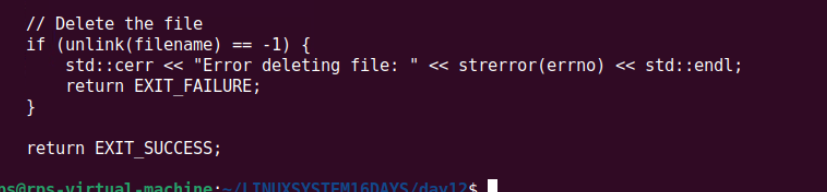 // Delete the file
if (unlink(filename) == -1) {
    std::cerr << "Error deleting file: " << strerror(errno) << std::endl;
    return EXIT_FAILURE;
}
return EXIT_SUCCESS;
ps@rps-virtual-machine:~/LINUXSYSTEM16DAYS/day12$